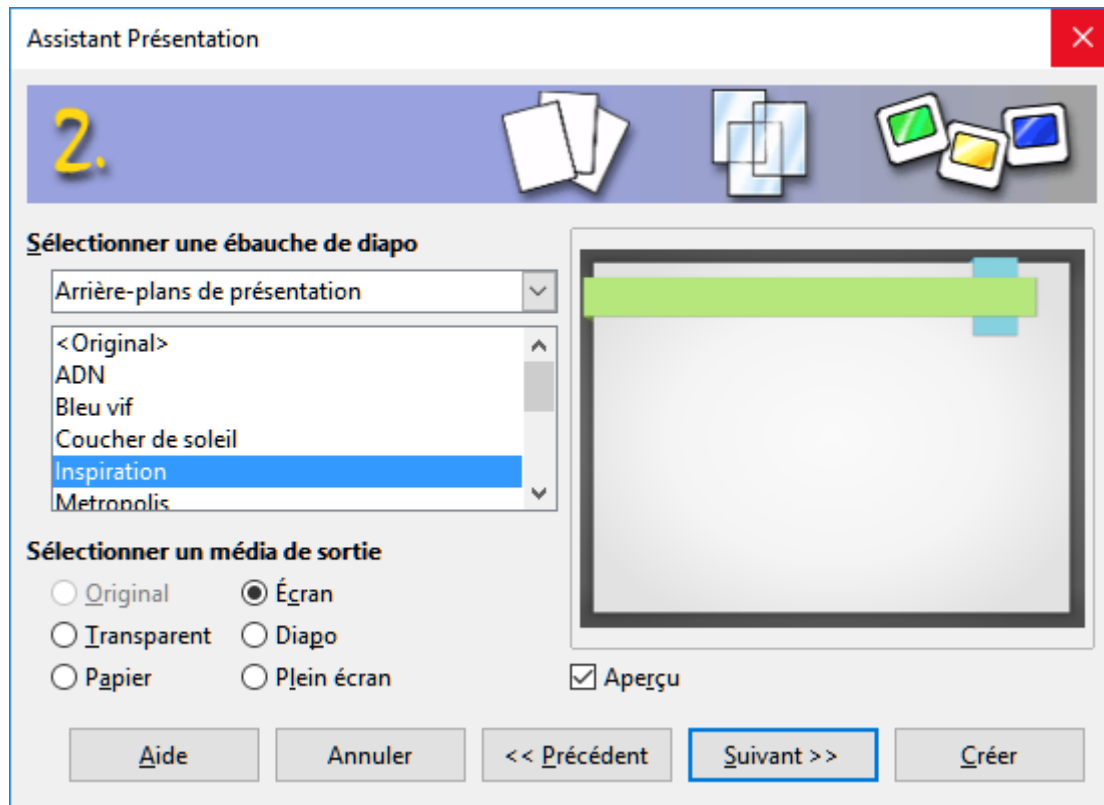 Assistant Présentation
2.
Sélectionner une ébauche de diapo
Arrière-plans de présentation
<Original>
ADN
Bleu vif
Coucher de soleil
Inspiration
Metropolis
Sélectionner un média de sortie
Original
Écran
Transparent
Diapo
Papier
Plein écran
Aperçu
Aide
Annuler
<< Précédent
Suivant >>
Créer